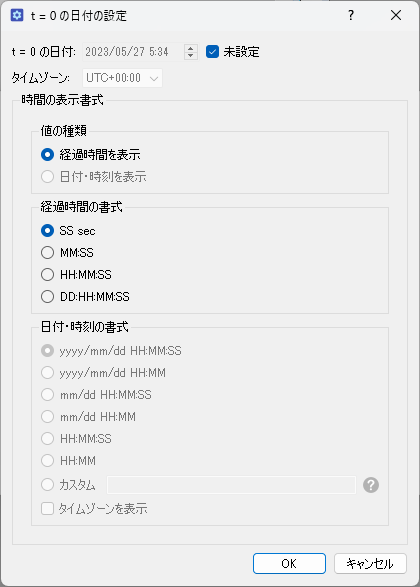 t = 0 の日付の設定
? ×
t = 0 の日付: 2023/05/27 5:34 未設定
タイムゾーン: UTC+00:00
時間の表示書式
値の種類
経過時間を表示
日付・時刻を表示
経過時間の書式
SS sec
MM:SS
HH:MM:SS
DD:HH:MM:SS
日付・時刻の書式
yyyy/mm/dd HH:MM:SS
yyyy/mm/dd HH:MM
mm/dd HH:MM:SS
mm/dd HH:MM
HH:MM:SS
HH:MM
カスタム ?
タイムゾーンを表示
OK キャンセル